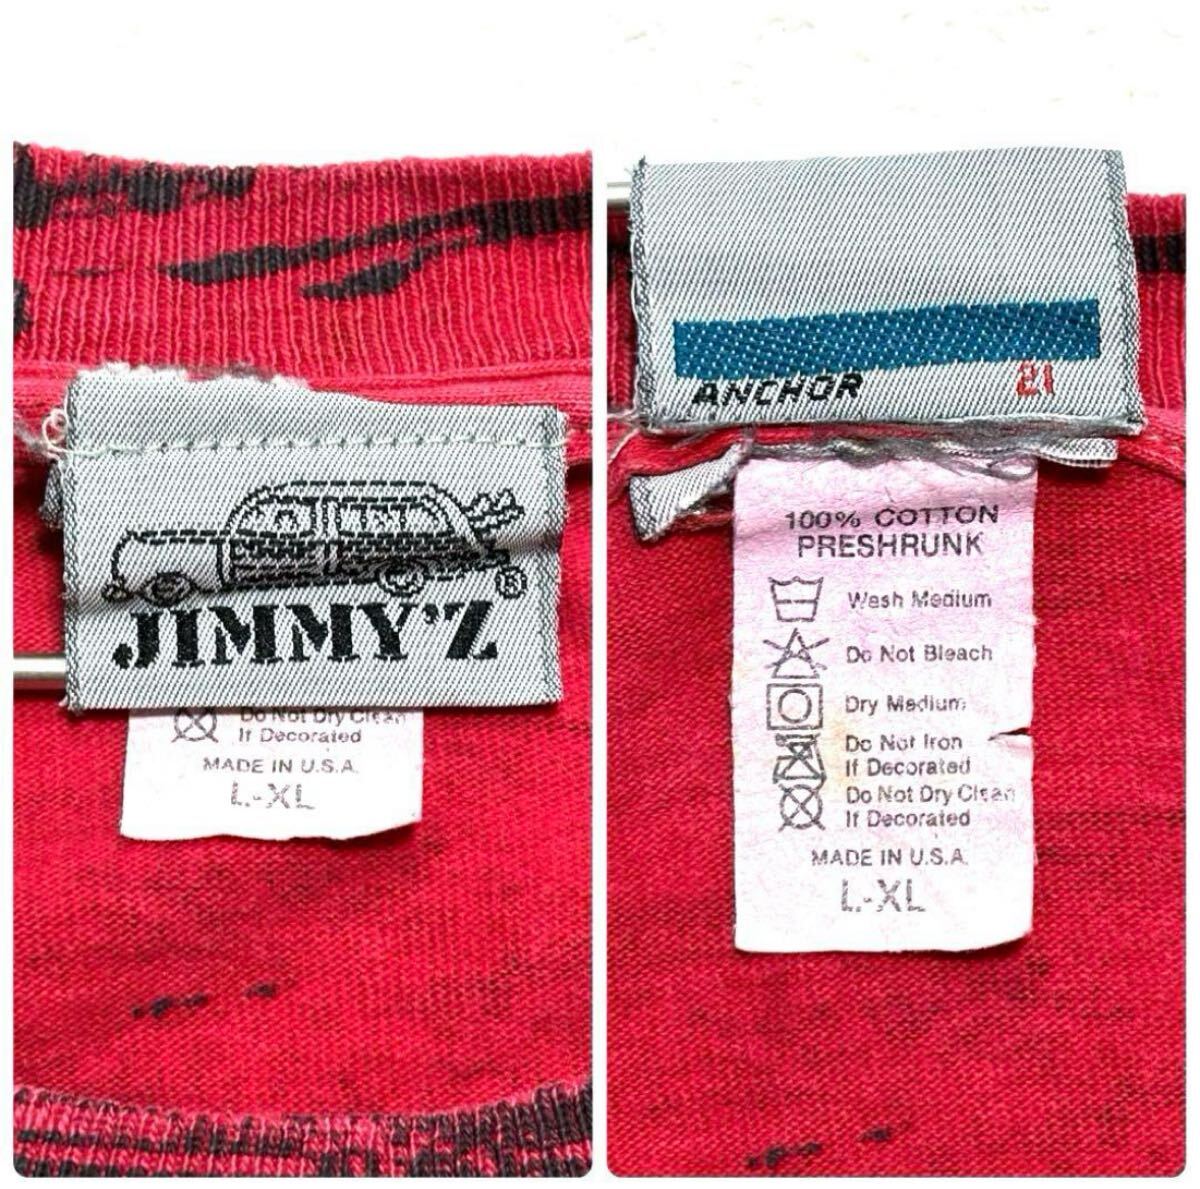 JIMMY'Z
Do Not Dry Clean
If Decorated
MADE IN U.S.A.
L-XL
ANCHOR 21
100% COTTON
PRESHRUNK
Wash Medium
Do Not Bleach
Dry Medium
Do Not Iron
If Decorated
Do Not Dry Clean
If Decorated
MADE IN U.S.A.
L-XL